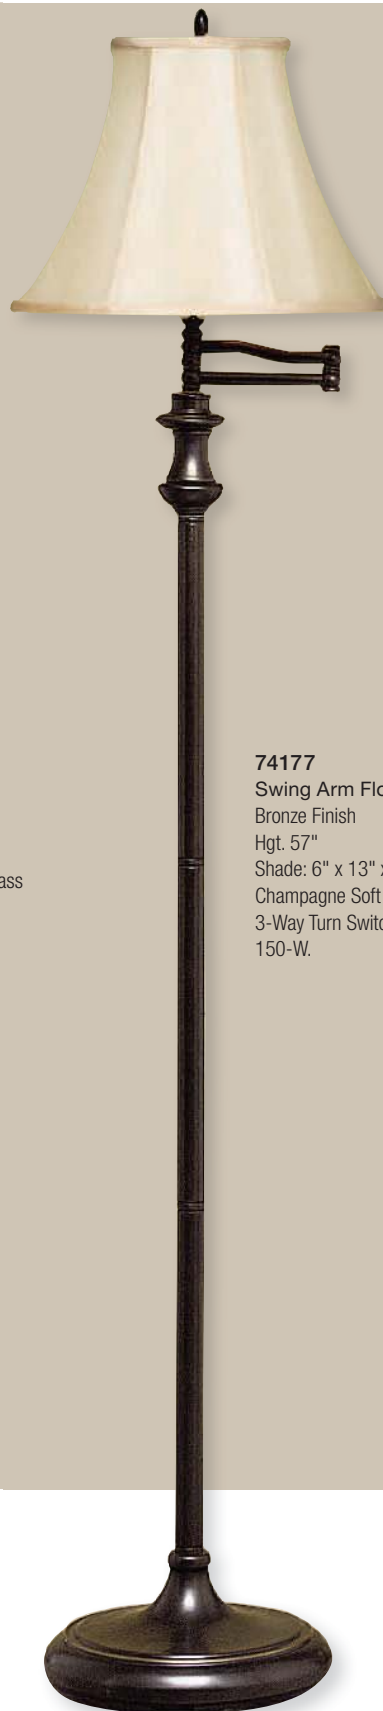 74177
Swing Arm Flo
Bronze Finish
Hgt. 57"
Shade: 6" x 13" x
ass
Champagne Soft
3-Way Turn Switc
150-W.